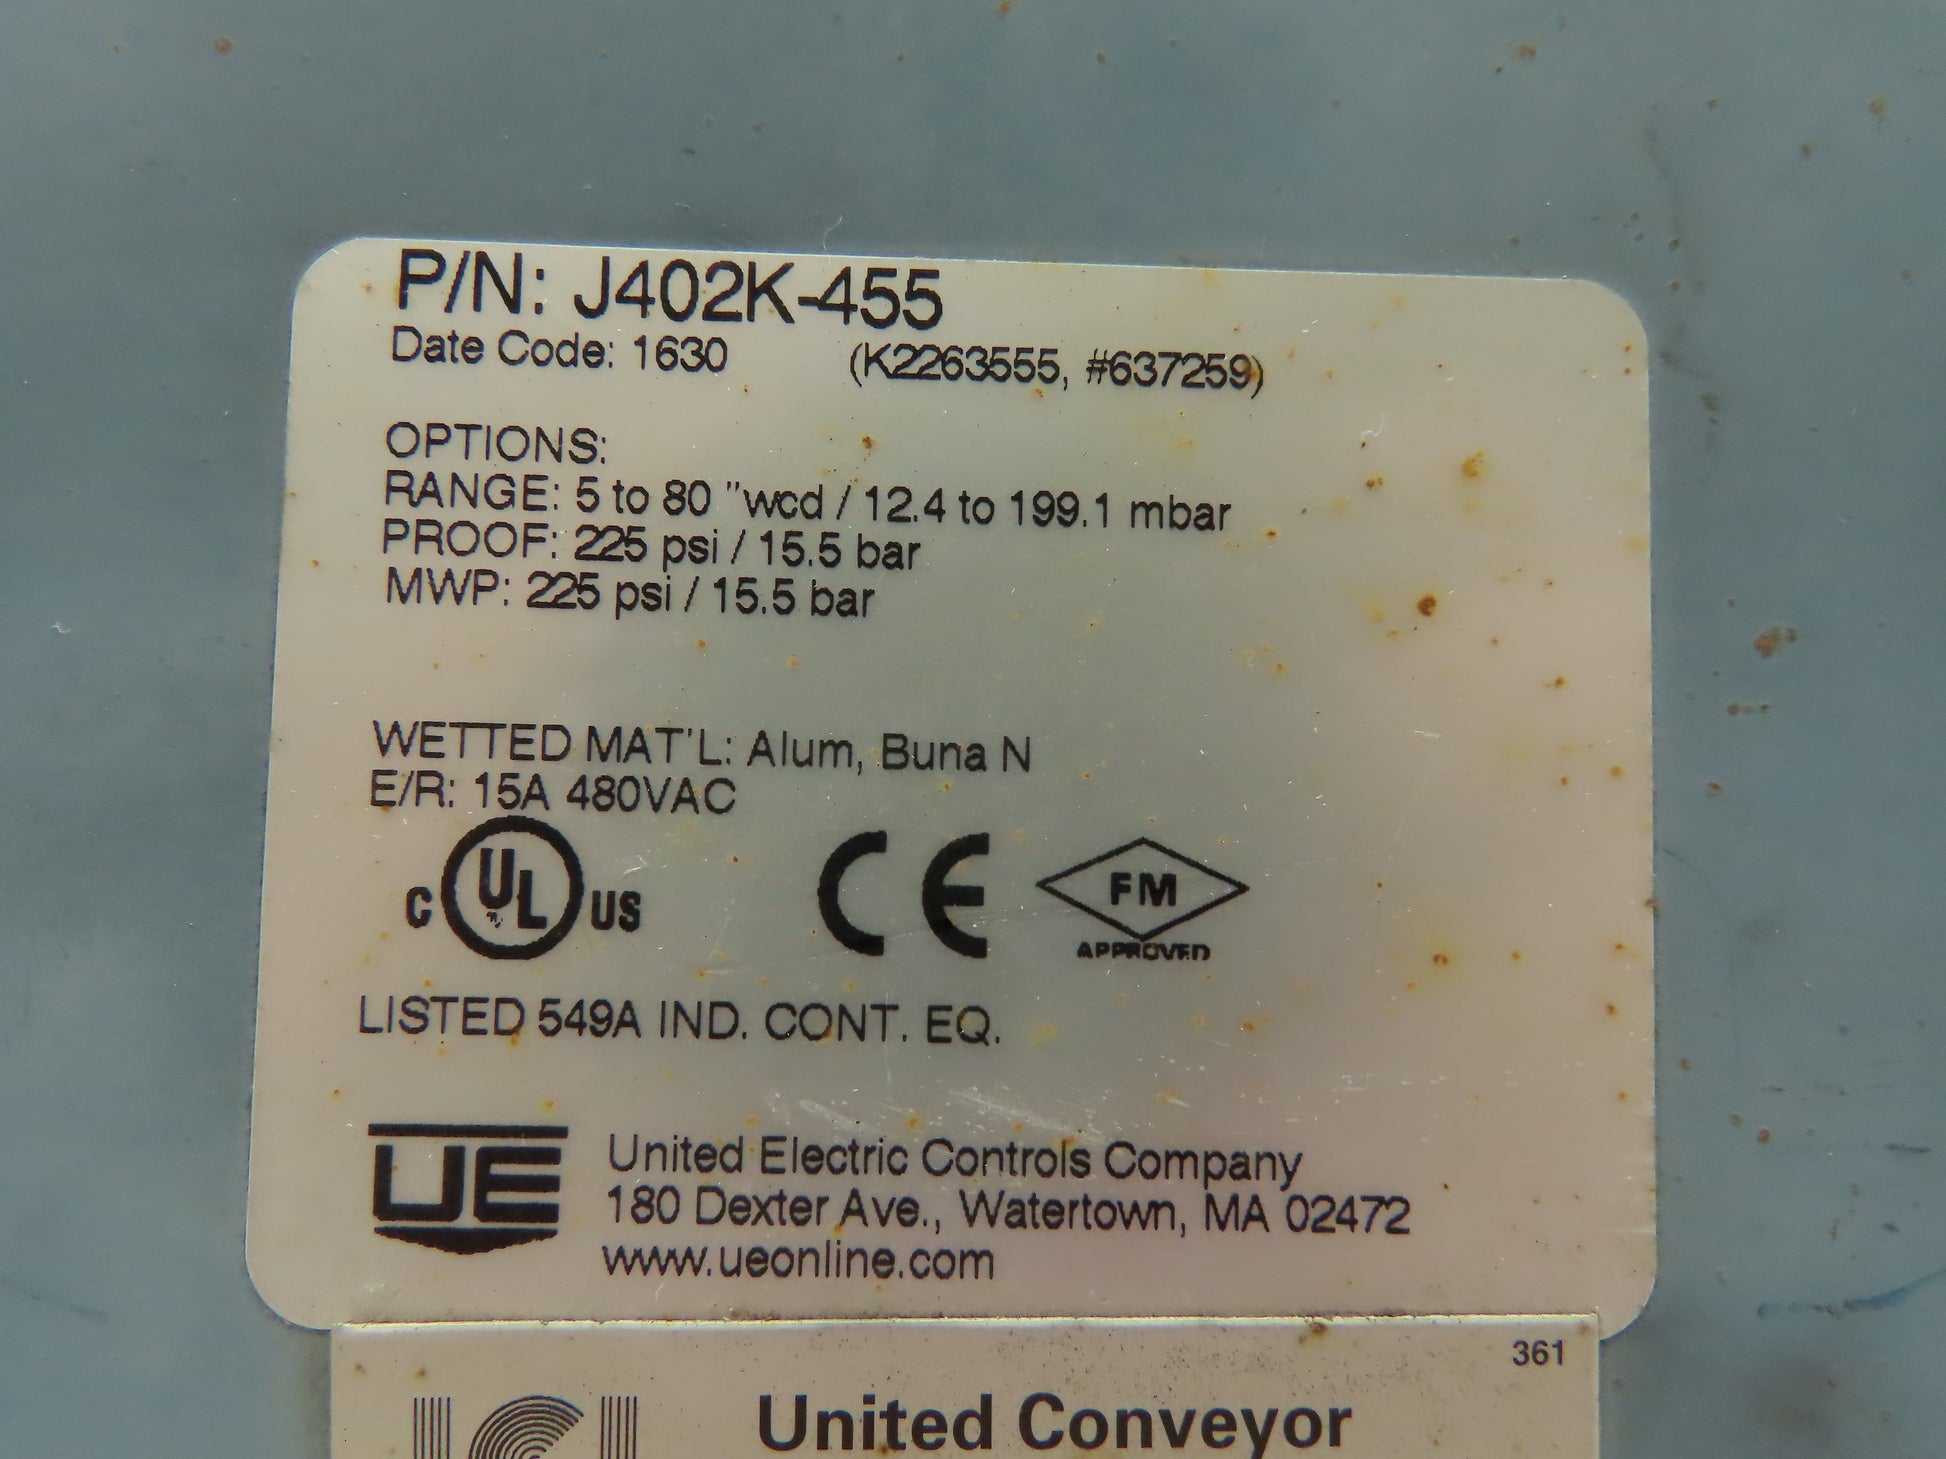 P/N: J402K-455
Date Code: 1630 (K2263555, #637259)
OPTIONS:
RANGE: 5 to 80 "wcd / 12.4 to 199.1 mbar
PROOF: 225 psi / 15.5 bar
MWP: 225 psi / 15.5 bar
WETTED MAT'L: Alum, Buna N
E/R: 15A 480VAC
C UL US CE FM
APPROVED
LISTED 549A IND. CONT. EQ.
UE United Electric Controls Company
180 Dexter Ave., Watertown, MA 02472
www.ueonline.com
361
United Conveyor